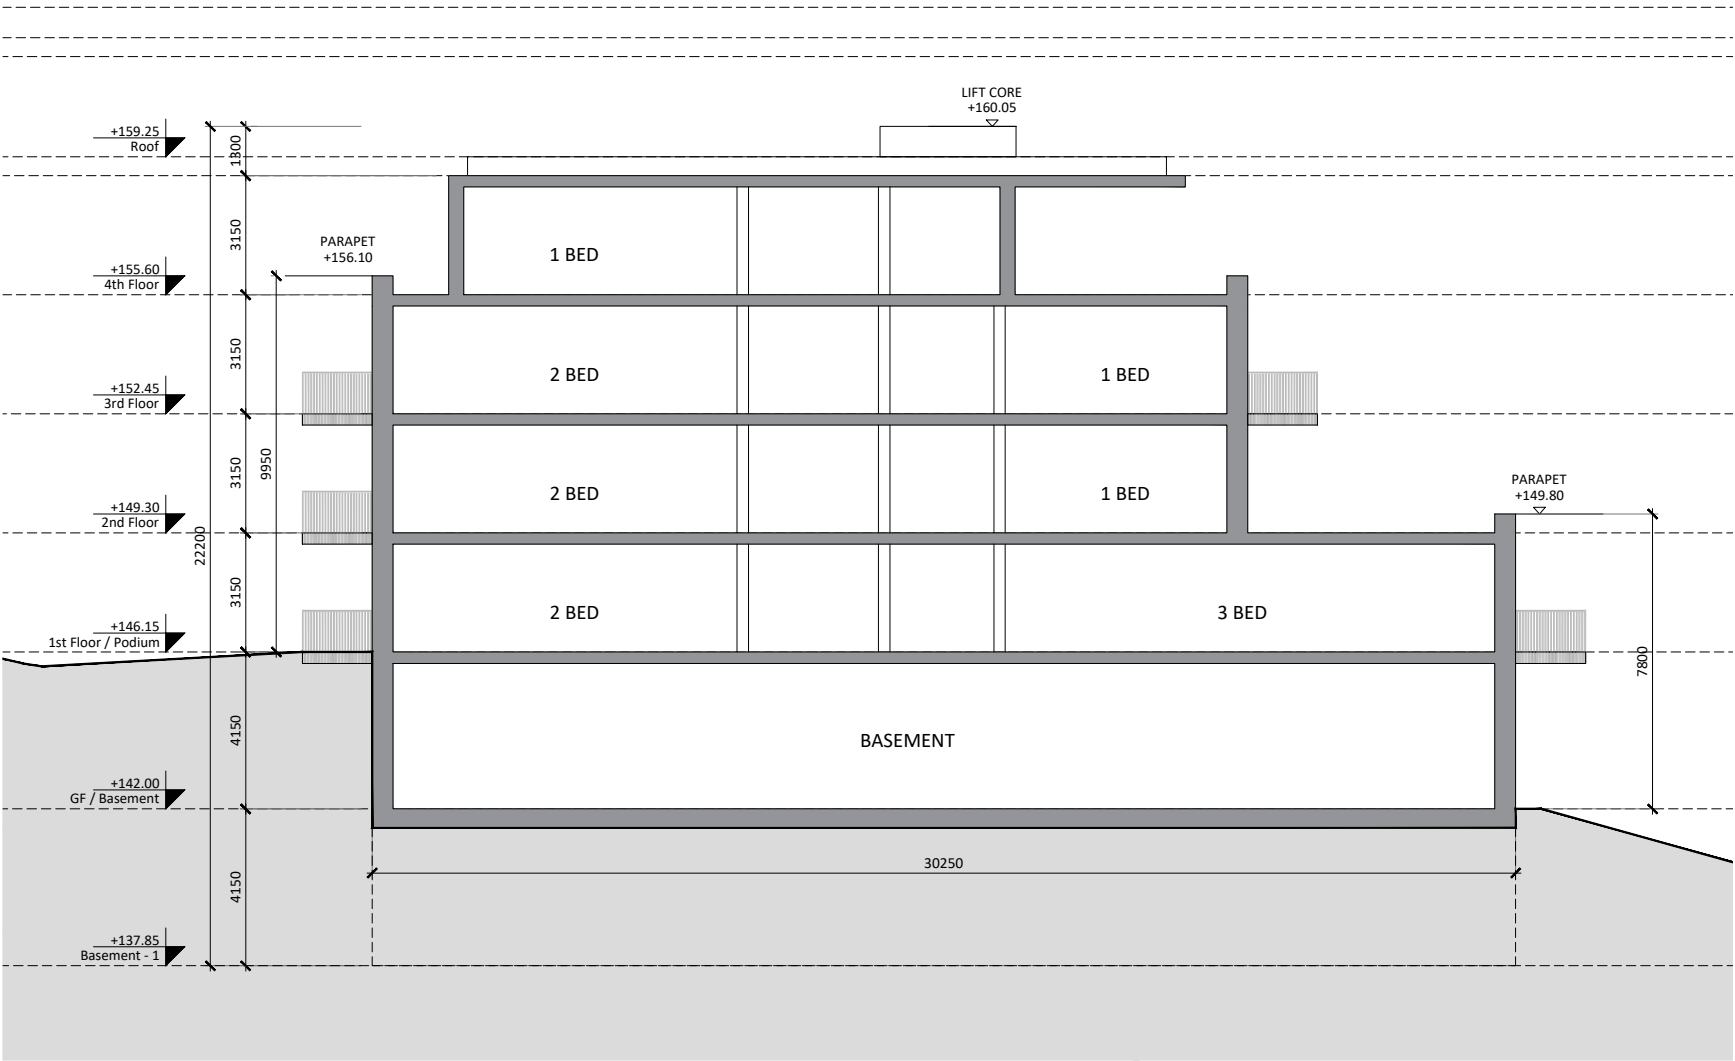 LIFT CORE
+160.05
+159.25
Roof
1300
3150
PARAPET
+156.10
1 BED
+155.60
4th Floor
3150
2 BED
1 BED
+152.45
3rd Floor
3150
9950
2 BED
1 BED
PARAPET
+149.80
+149.30
2nd Floor
22200
3150
2 BED
3 BED
+146.15
1st Floor / Podium
7800
4150
BASEMENT
+142.00
GF / Basement
30250
4150
+137.85
Basement - 1